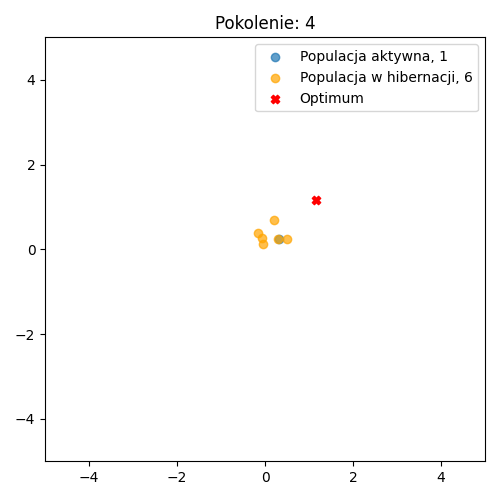 Pokolenie: 4
Populacja aktywna, 1
Populacja w hibernacji, 6
Optimum
4
2
0
−2
−4
−4 −2 0 2 4